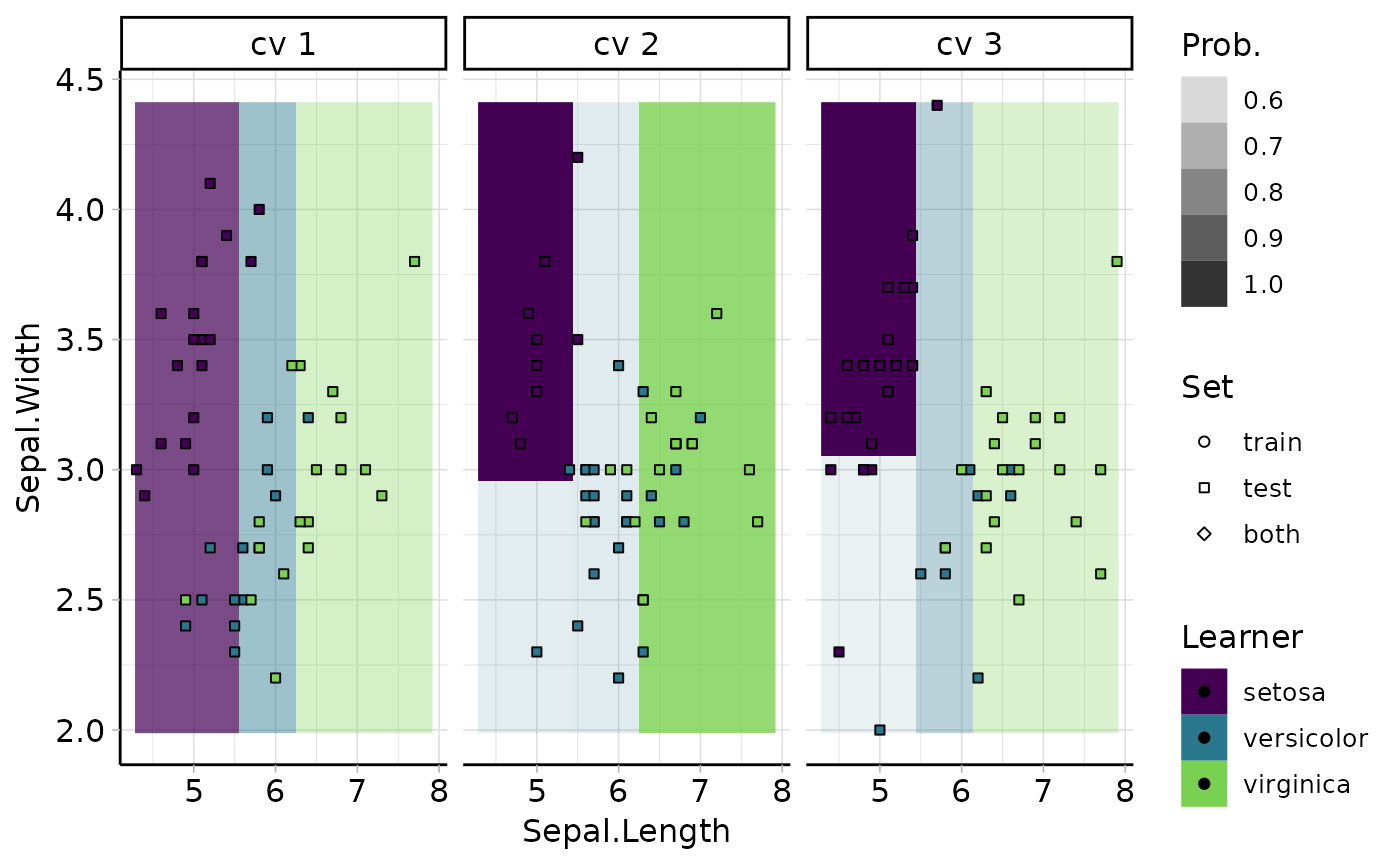 cv 1
cv 2
cv 3
Sepal.Width
4.5
4.0
3.5
3.0
2.5
2.0
5 6 7 8
5 6 7 8
5 6 7 8
Sepal.Length
Prob.
0.6
0.7
0.8
0.9
1.0
Set
train
test
both
Learner
setosa
versicolor
virginica